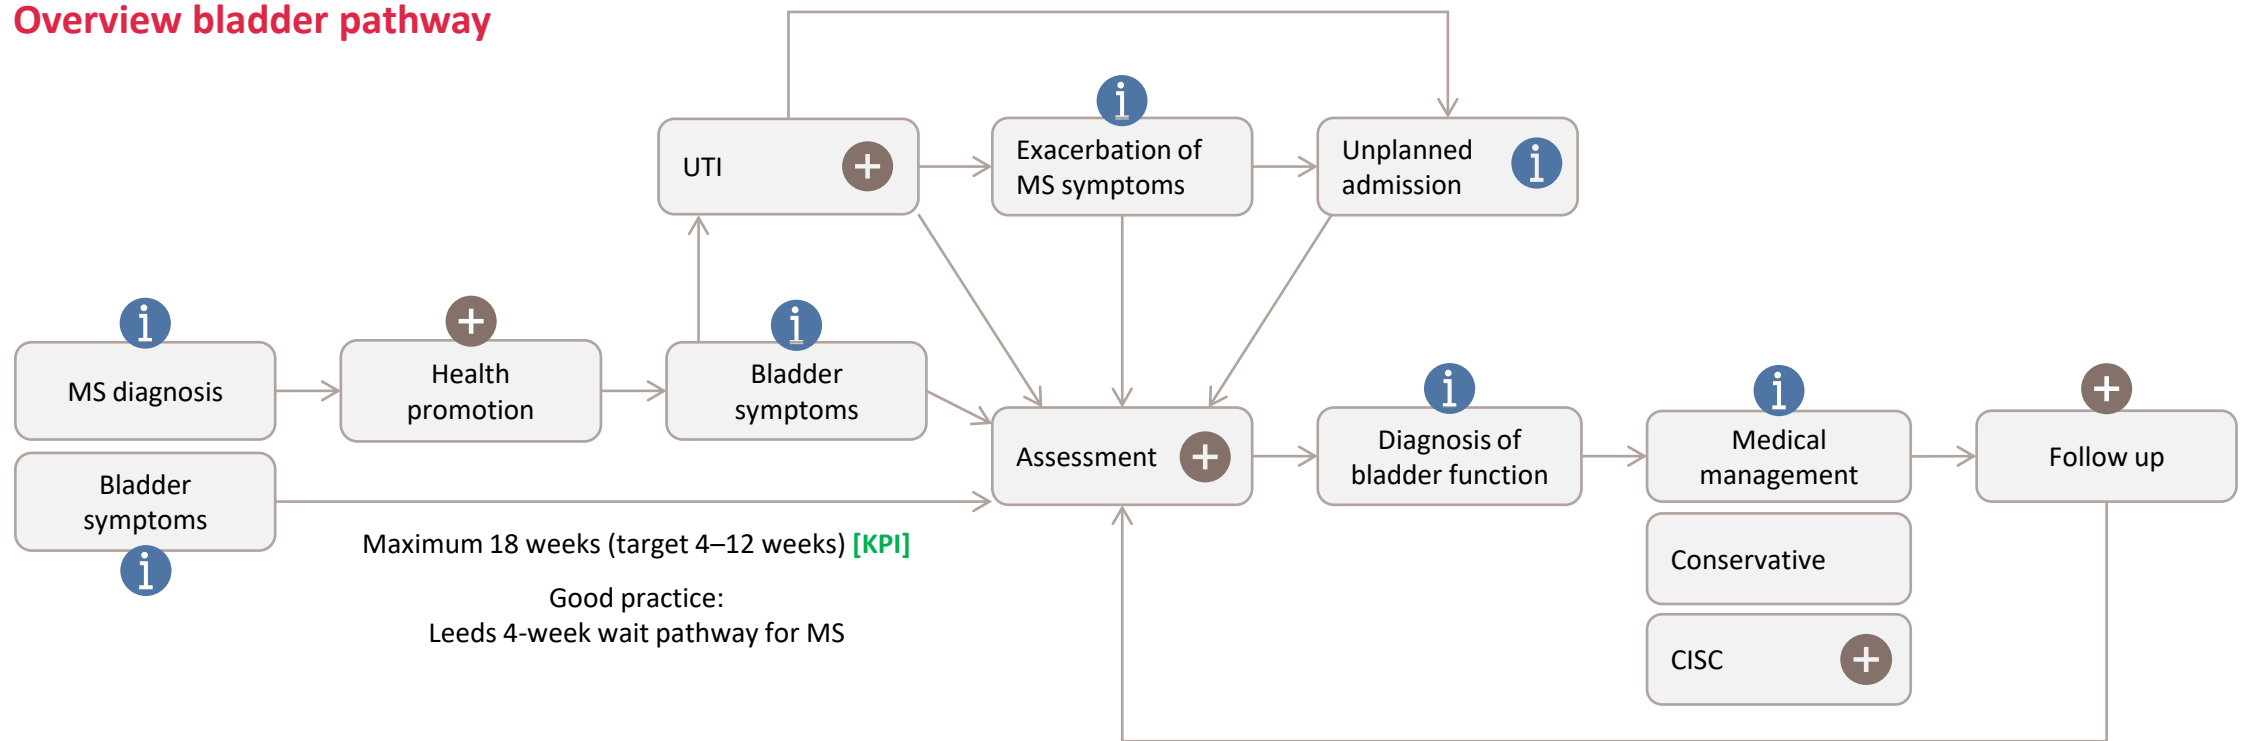 Overview bladder pathway
UTI
Exacerbation of
MS symptoms
Unplanned
admission
MS diagnosis
Health
promotion
Bladder
symptoms
Bladder
symptoms
Assessment
Diagnosis of
bladder function
Medical
management
Follow up
Conservative
CISC
Maximum 18 weeks (target 4–12 weeks) [KPI]
Good practice:
Leeds 4-week wait pathway for MS